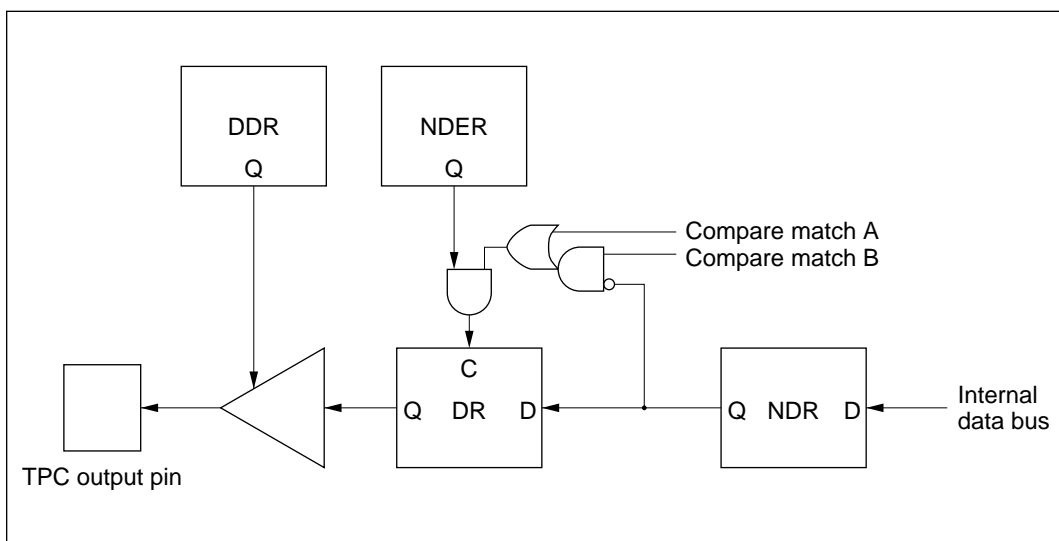 DDR
Q
NDER
Q
Compare match A
Compare match B
C
Q DR D
Q NDR D
Internal
data bus
TPC output pin